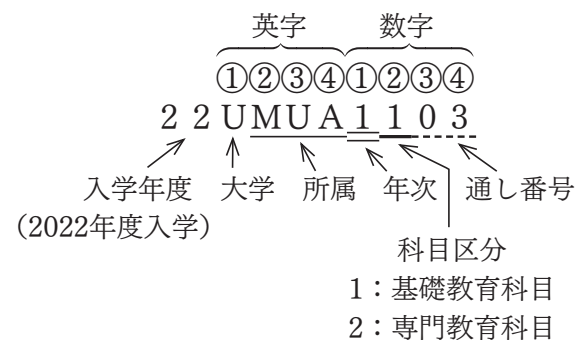 英字 数字
①②③④①②③④
22UMUA1103
入学年度 大学 所属 年次 通し番号
(2022年度入学)
科目区分
1:基礎教育科目
2:専門教育科目